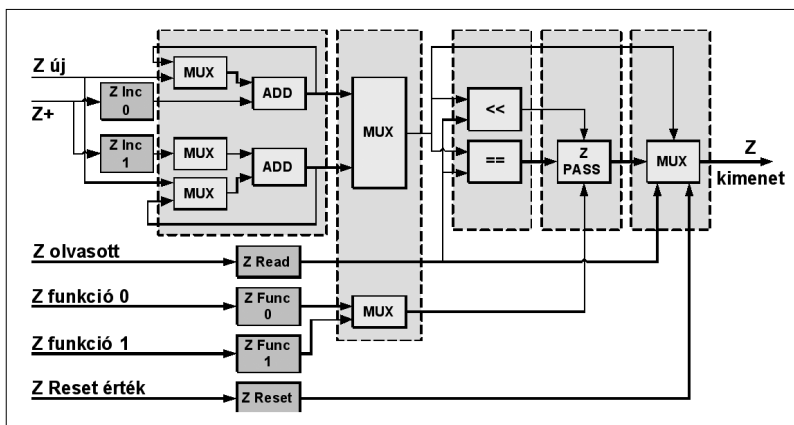 Z új
Z+
Z Inc
0
Z Inc
1
MUX
ADD
MUX
MUX
ADD
MUX
<<
==
Z
PASS
MUX
Z
kimenet
Z olvasott
Z Read
Z funkció 0
Z Func
0
MUX
Z funkció 1
Z Func
1
Z Reset érték
Z Reset